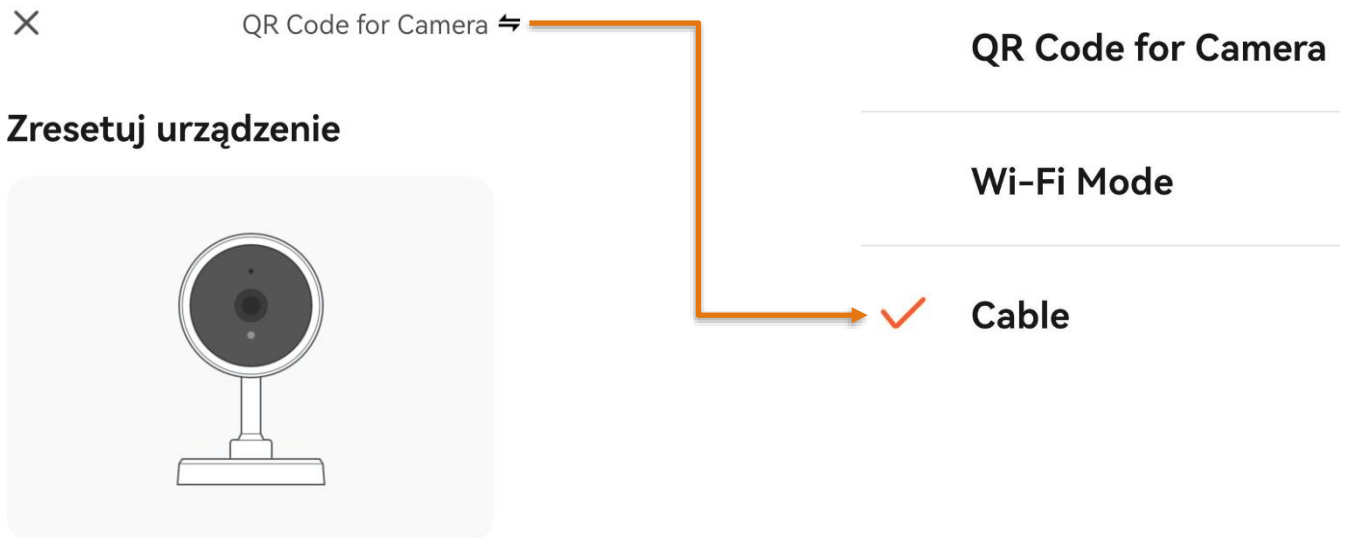 QR Code for Camera
Zresetuj urządzenie
QR Code for Camera
Wi-Fi Mode
Cable